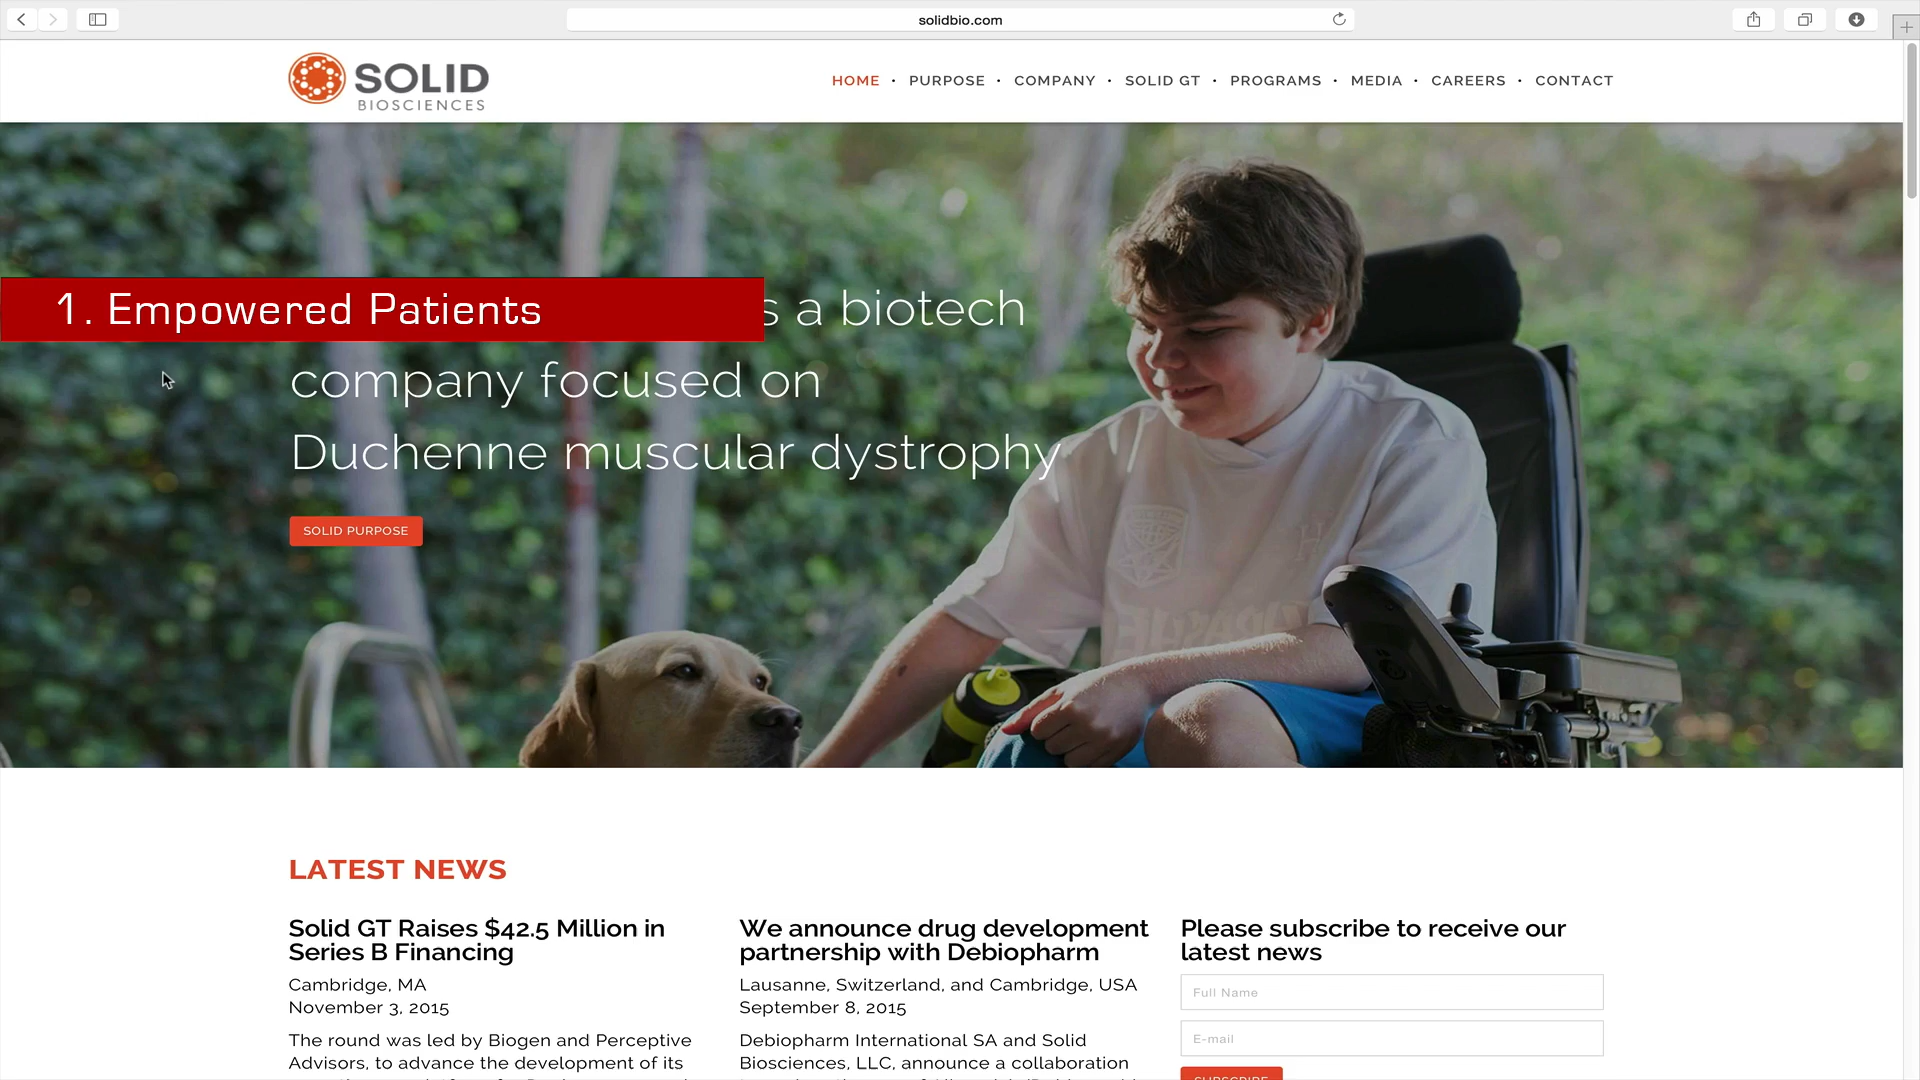 solidbio.com
SOLID
BIOSCIENCES
HOME · PURPOSE · COMPANY · SOLID GT · PROGRAMS · MEDIA · CAREERS · CONTACT
1. Empowered Patients
s a biotech
company focused on
Duchenne muscular dystrophy
SOLID PURPOSE
LATEST NEWS
Solid GT Raises $42.5 Million in
Series B Financing
Cambridge, MA
November 3, 2015
The round was led by Biogen and Perceptive
Advisors, to advance the development of its
We announce drug development
partnership with Debiopharm
Lausanne, Switzerland, and Cambridge, USA
September 8, 2015
Debiopharm International SA and Solid
Biosciences, LLC, announce a collaboration
Please subscribe to receive our
latest news
Full Name
E-mail
SUBSCRIBE